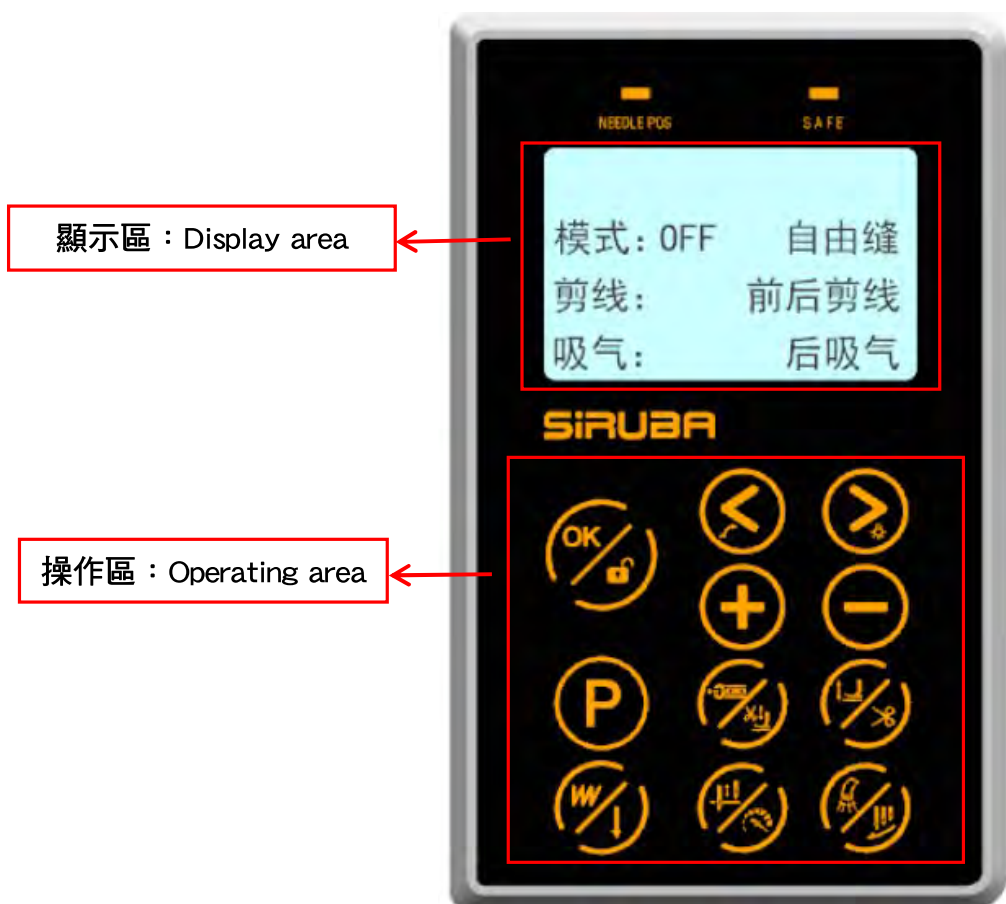 NEEDLE POS
SAFE
顯示區：Display area
模式：OFF 自由缝
剪线： 前后剪线
吸气： 后吸气
SiRUBA
操作區：Operating area
OK
P